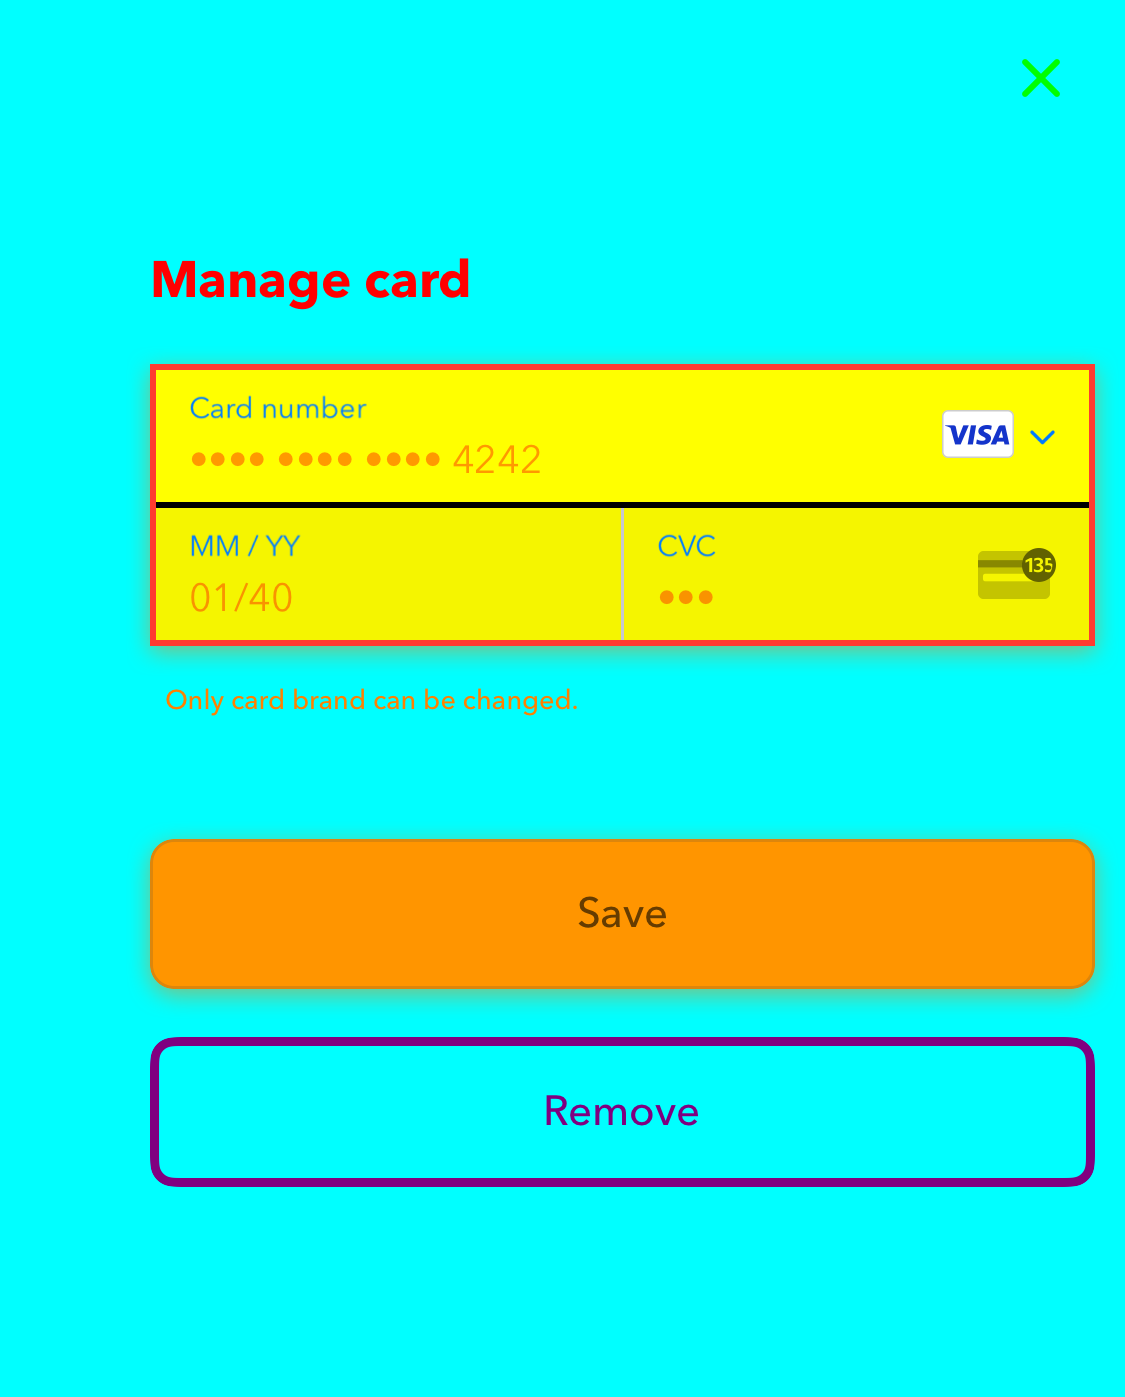 Manage card
Card number
•••• •••• •••• 4242
VISA
MM / YY
01/40
CVC
•••
135
Only card brand can be changed.
Save
Remove